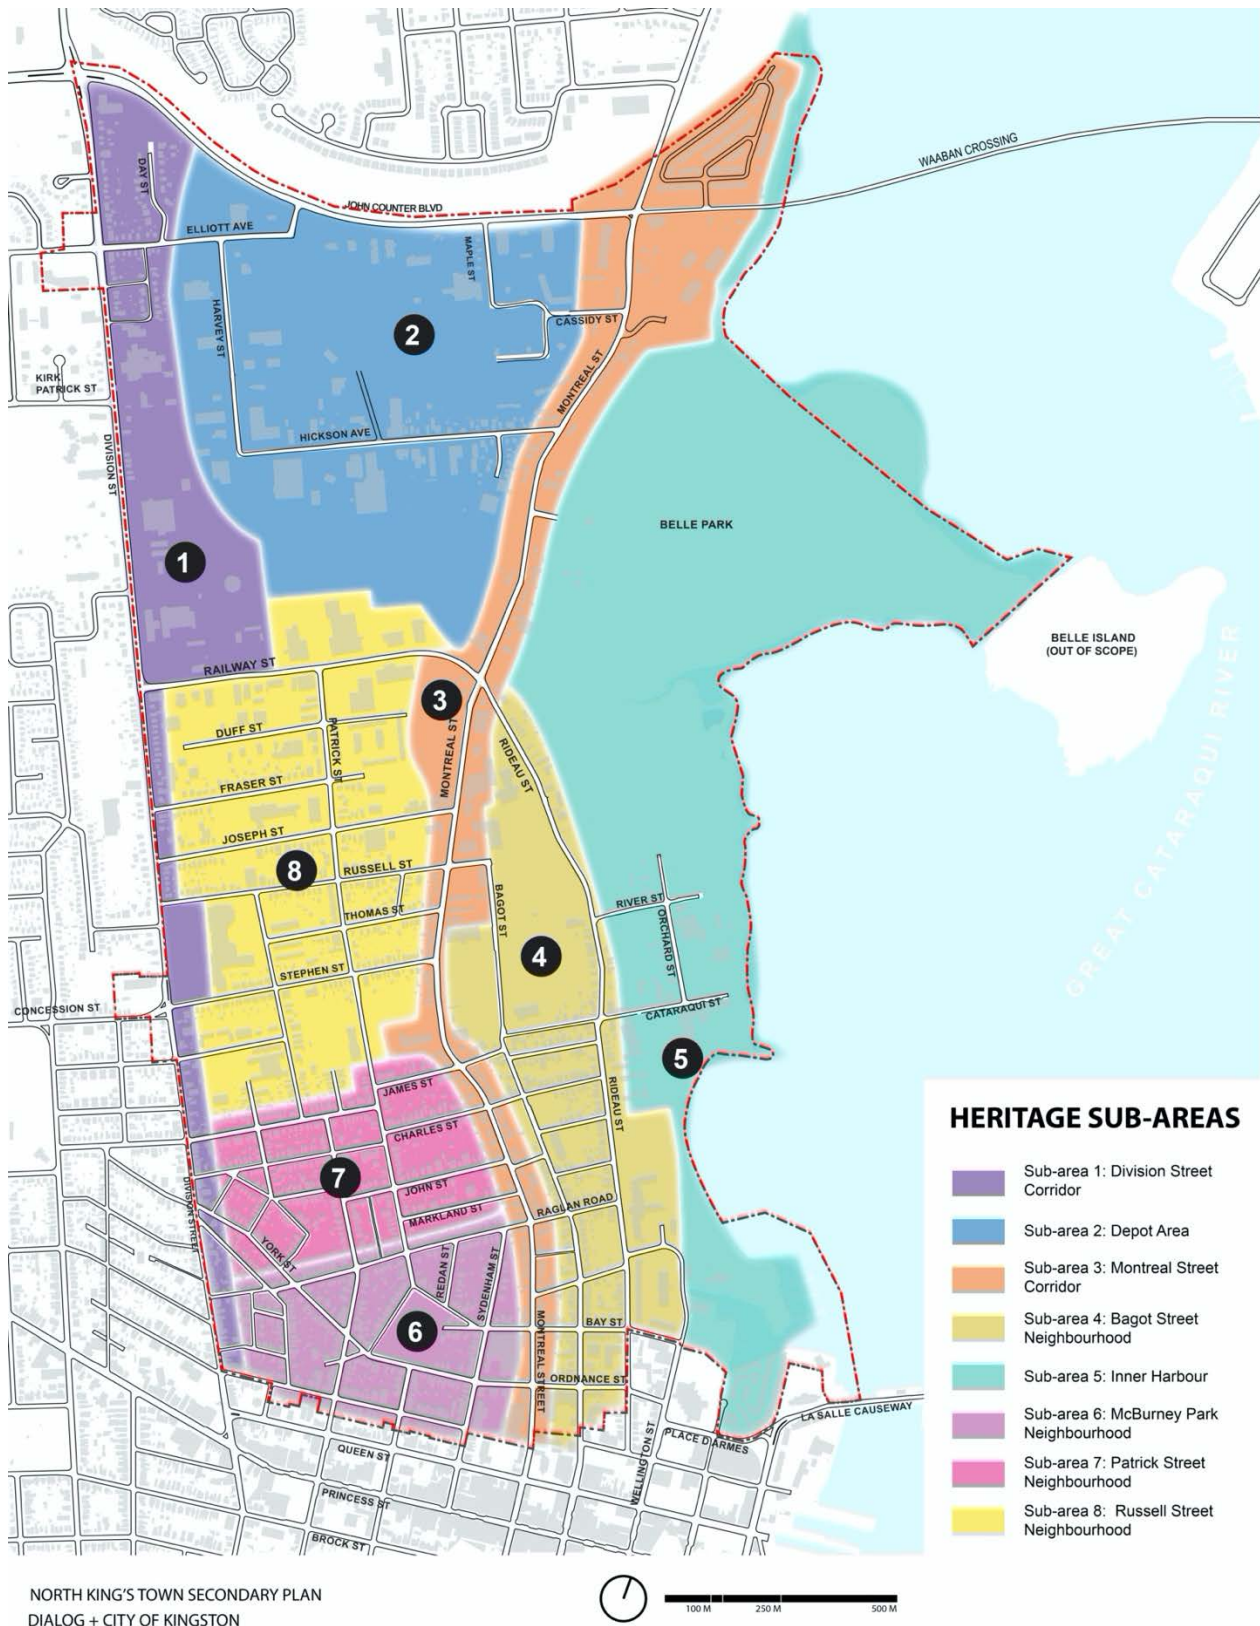 WAABAN CROSSING
DAY ST
JOHN COUNTER BLVD
ELLIOTT AVE
MAPLE ST
HARVEY ST
CASSIDY ST
2
KIRK
PATRICK ST
MONTREAL ST
HICKSON AVE
DIVISION ST
BELLE PARK
1
BELLE ISLAND
(OUT OF SCOPE)
GREAT CATARAQUI RIVER
RAILWAY ST
3
DUFF ST
PATRICK ST
MONTREAL ST
RIDEAU ST
FRASER ST
JOSEPH ST
8
RUSSELL ST
BAGOT ST
RIVER ST
THOMAS ST
ORCHARD ST
4
STEPHEN ST
CONCESSION ST
CATARAQUI ST
5
JAMES ST
RIDEAU ST
CHARLES ST
7
JOHN ST
RAGLAN ROAD
MARKLAND ST
DIVISION STREET
YORK ST
REDAN ST
SYDENHAM ST
6
MONTREAL STREET
BAY ST
ORDNANCE ST
LA SALLE CAUSEWAY
WELLINGTON ST
PLACE D ARMES
QUEEN ST
PRINCESS ST
BROCK ST
HERITAGE SUB-AREAS
Sub-area 1: Division Street
Corridor
Sub-area 2: Depot Area
Sub-area 3: Montreal Street
Corridor
Sub-area 4: Bagot Street
Neighbourhood
Sub-area 5: Inner Harbour
Sub-area 6: McBurney Park
Neighbourhood
Sub-area 7: Patrick Street
Neighbourhood
Sub-area 8: Russell Street
Neighbourhood
NORTH KING'S TOWN SECONDARY PLAN
DIALOG + CITY OF KINGSTON
100 M 250 M 500 M